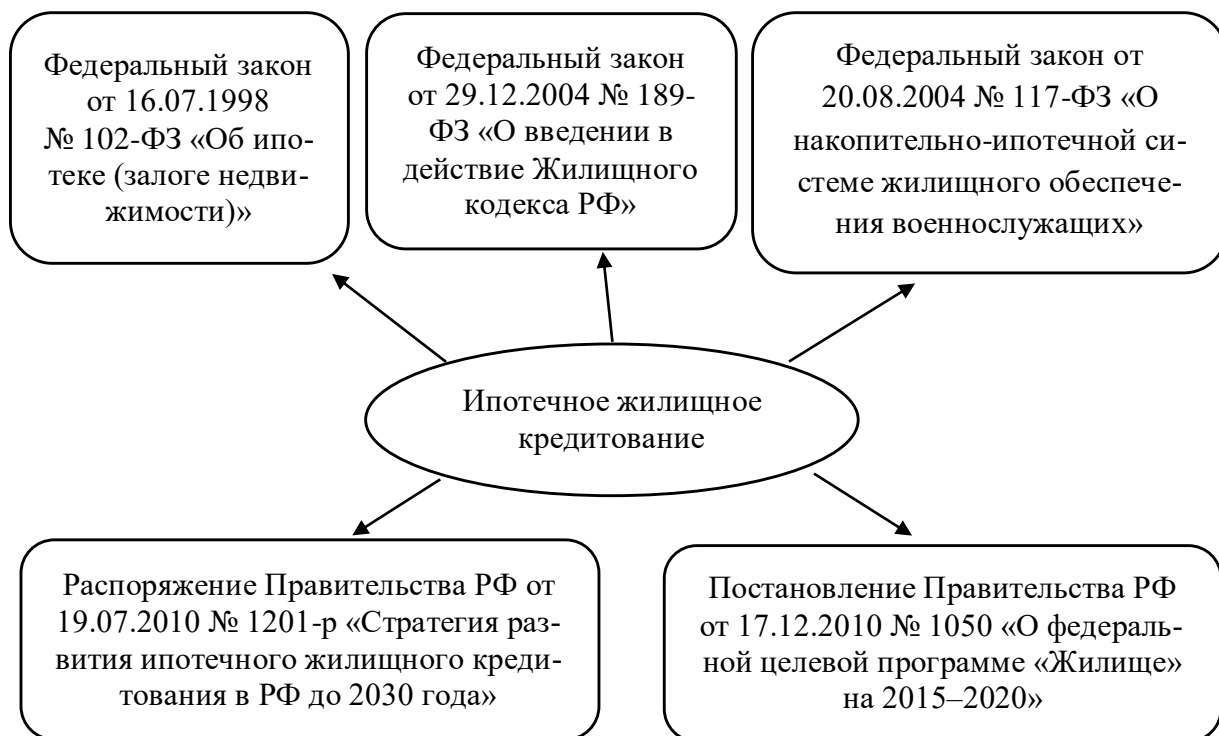 Федеральный закон
от 16.07.1998
№ 102-ФЗ «Об ипо-
теке (залоге недви-
жимости)»
Федеральный закон
от 29.12.2004 № 189-
ФЗ «О введении в
действие Жилищного
кодекса РФ»
Федеральный закон от
20.08.2004 № 117-ФЗ «О
накопительно-ипотечной си-
стеме жилищного обеспече-
ния военнослужащих»
Ипотечное жилищное
кредитование
Распоряжение Правительства РФ от
19.07.2010 № 1201-р «Стратегия раз-
вития ипотечного жилищного креди-
тования в РФ до 2030 года»
Постановление Правительства РФ
от 17.12.2010 № 1050 «О федераль-
ной целевой программе «Жилище»
на 2015–2020»